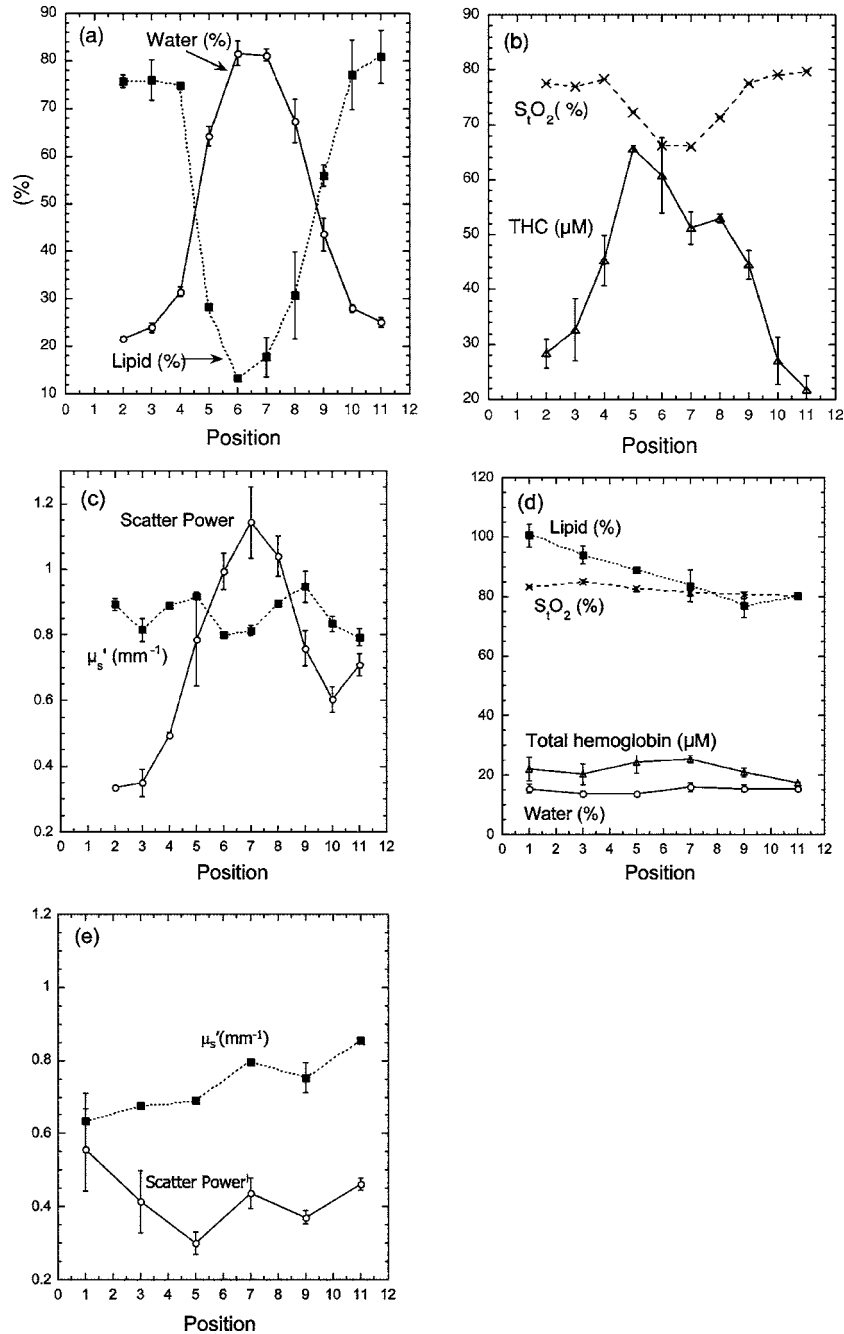 (a)
Water (%)
Lipid (%)
(%)
90
80
70
60
50
40
30
20
10
0 1 2 3 4 5 6 7 8 9 10 11 12
Position
(b)
StO2( %)
THC (µM)
90
80
70
60
50
40
30
20
0 1 2 3 4 5 6 7 8 9 10 11 12
Position
(c)
Scatter Power
µs' (mm⁻¹)
1.2
1
0.8
0.6
0.4
0.2
0 1 2 3 4 5 6 7 8 9 10 11 12
Position
(d)
Lipid (%)
StO2 (%)
Total hemoglobin (µM)
Water (%)
120
100
80
60
40
20
0
0 1 2 3 4 5 6 7 8 9 10 11 12
Position
(e)
µs'(mm⁻¹)
Scatter Power
1.2
1
0.8
0.6
0.4
0.2
0 1 2 3 4 5 6 7 8 9 10 11 12
Position